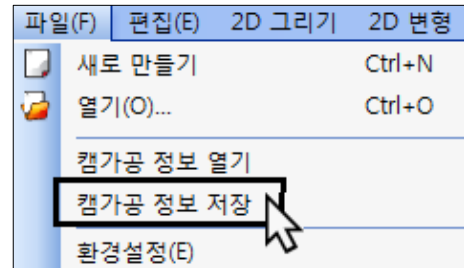 파일(F) 편집(E) 2D 그리기 2D 변형
새로 만들기 Ctrl+N
열기(O)... Ctrl+O
캠가공 정보 열기
캠가공 정보 저장
환경설정(E)